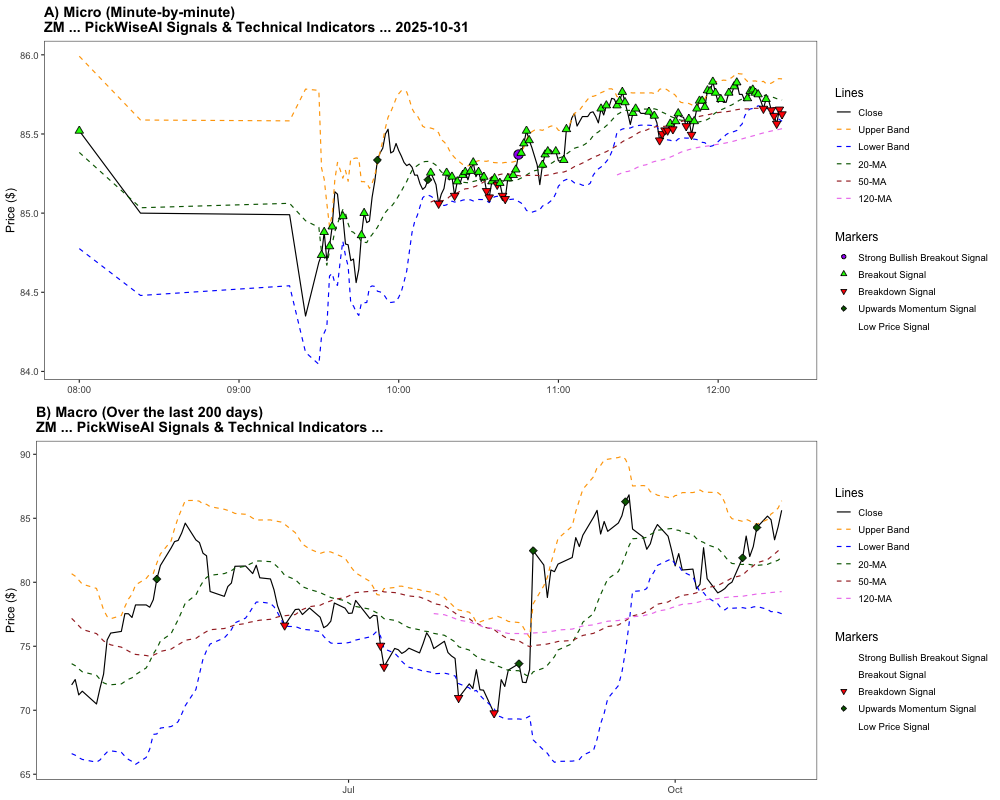 A) Micro (Minute-by-minute)
ZM ... PickWiseAI Signals & Technical Indicators ... 2025-10-31
86.0
85.5
85.0
84.5
84.0
Price ($)
08:00
09:00
10:00
11:00
12:00
Lines
Close
Upper Band
Lower Band
20-MA
50-MA
120-MA
Markers
Strong Bullish Breakout Signal
Breakout Signal
Breakdown Signal
Upwards Momentum Signal
Low Price Signal
B) Macro (Over the last 200 days)
ZM ... PickWiseAI Signals & Technical Indicators ...
90
85
80
75
70
65
Price ($)
Jul
Oct
Lines
Close
Upper Band
Lower Band
20-MA
50-MA
120-MA
Markers
Strong Bullish Breakout Signal
Breakout Signal
Breakdown Signal
Upwards Momentum Signal
Low Price Signal